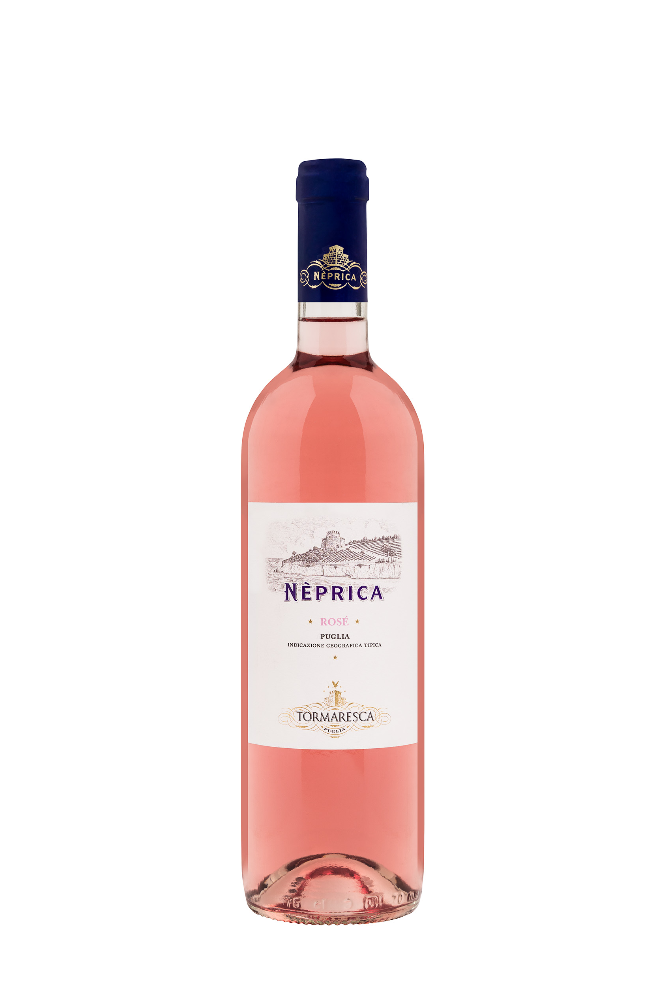 NÈPRICA
NÈPRICA
★ ROSÉ ★
PUGLIA
INDICAZIONE GEOGRAFICA TIPICA
TORMARESCA
PUGLIA